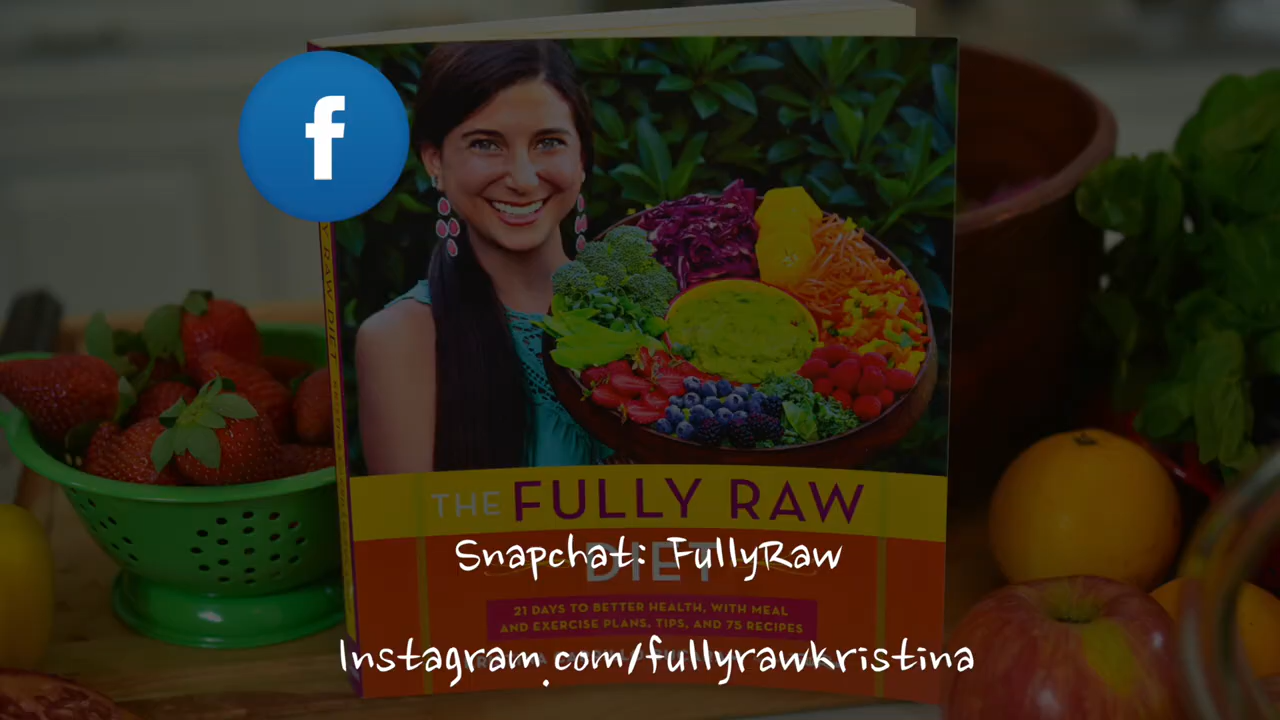 f
THE FULLY RAW
DIET
Snapchat: FullyRaw
21 DAYS TO BETTER HEALTH, WITH MEAL
AND EXERCISE PLANS, TIPS, AND 75 RECIPES
Instagram.com/fullyrawkristina
Y RAW DIET